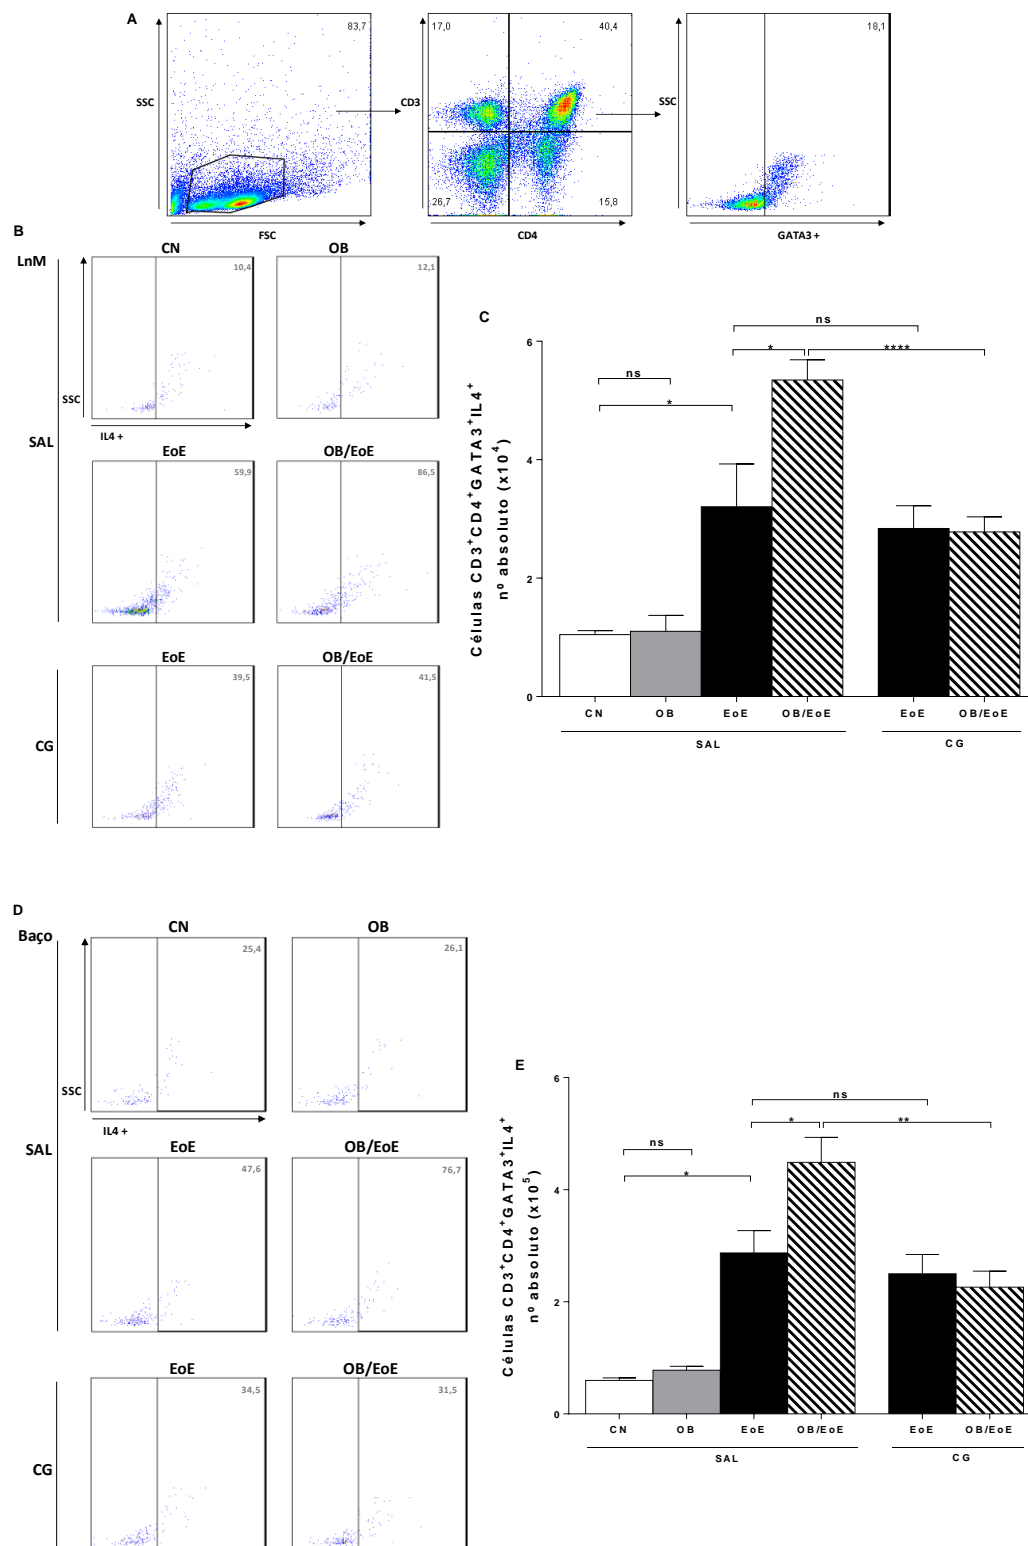 A
83,7
17,0
40,4
18,1
SSC
CD3
SSC
26,7
15,8
FSC
CD4
GATA3 +
B
LnM
CN
OB
10,4
12,1
SSC
IL4 +
SAL
EoE
OB/EoE
59,9
86,5
EoE
OB/EoE
39,5
41,5
CG
C
Células CD3⁺CD4⁺GATA3⁺IL4⁺
nº absoluto (x10⁴)
6
4
2
0
ns
*
ns
*
****
CN
OB
EoE
OB/EoE
EoE
OB/EoE
SAL
CG
D
Baço
CN
OB
25,4
26,1
SSC
IL4 +
SAL
EoE
OB/EoE
47,6
76,7
EoE
OB/EoE
34,5
31,5
CG
E
Células CD3⁺CD4⁺GATA3⁺IL4⁺
nº absoluto (x10⁵)
6
4
2
0
ns
*
ns
*
**
CN
OB
EoE
OB/EoE
EoE
OB/EoE
SAL
CG